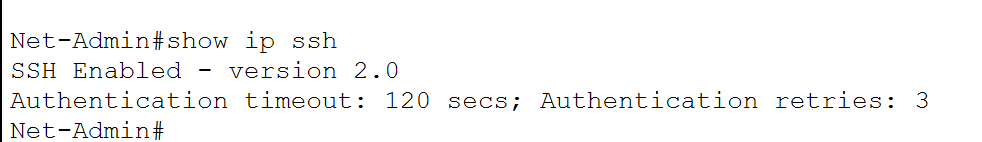 Net-Admin#show ip ssh
SSH Enabled - version 2.0
Authentication timeout: 120 secs; Authentication retries: 3
Net-Admin#